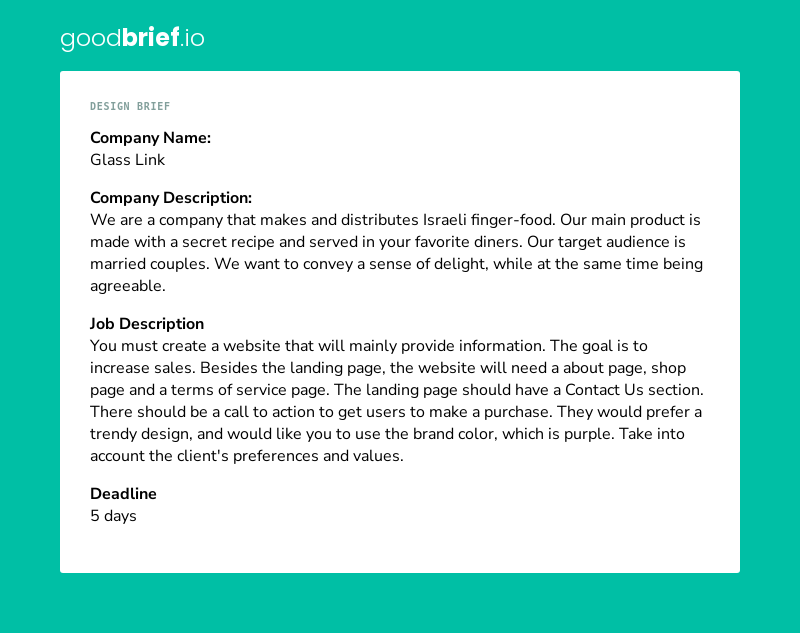 goodbrief.io
DESIGN BRIEF
Company Name:
Glass Link
Company Description:
We are a company that makes and distributes Israeli finger-food. Our main product is
made with a secret recipe and served in your favorite diners. Our target audience is
married couples. We want to convey a sense of delight, while at the same time being
agreeable.
Job Description
You must create a website that will mainly provide information. The goal is to
increase sales. Besides the landing page, the website will need a about page, shop
page and a terms of service page. The landing page should have a Contact Us section.
There should be a call to action to get users to make a purchase. They would prefer a
trendy design, and would like you to use the brand color, which is purple. Take into
account the client's preferences and values.
Deadline
5 days